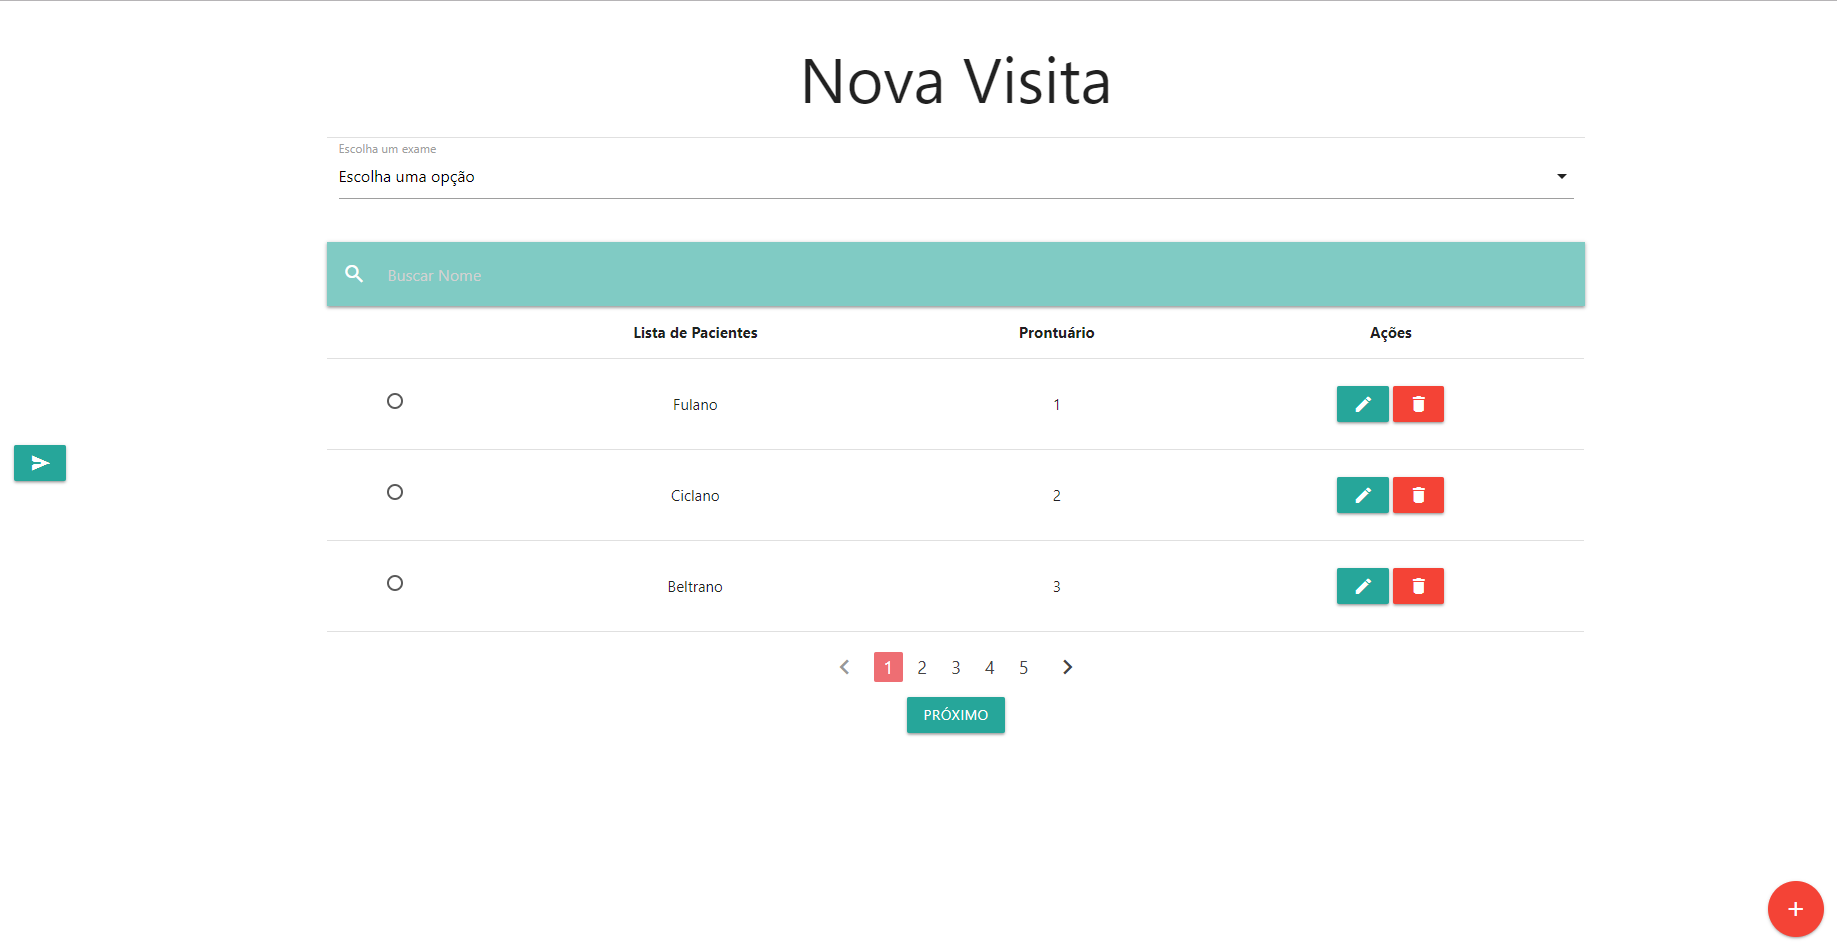 Nova Visita
Escolha um exame
Escolha uma opção
Buscar Nome
Lista de Pacientes Prontuário Ações
Fulano 1
Ciclano 2
Beltrano 3
1 2 3 4 5
PRÓXIMO